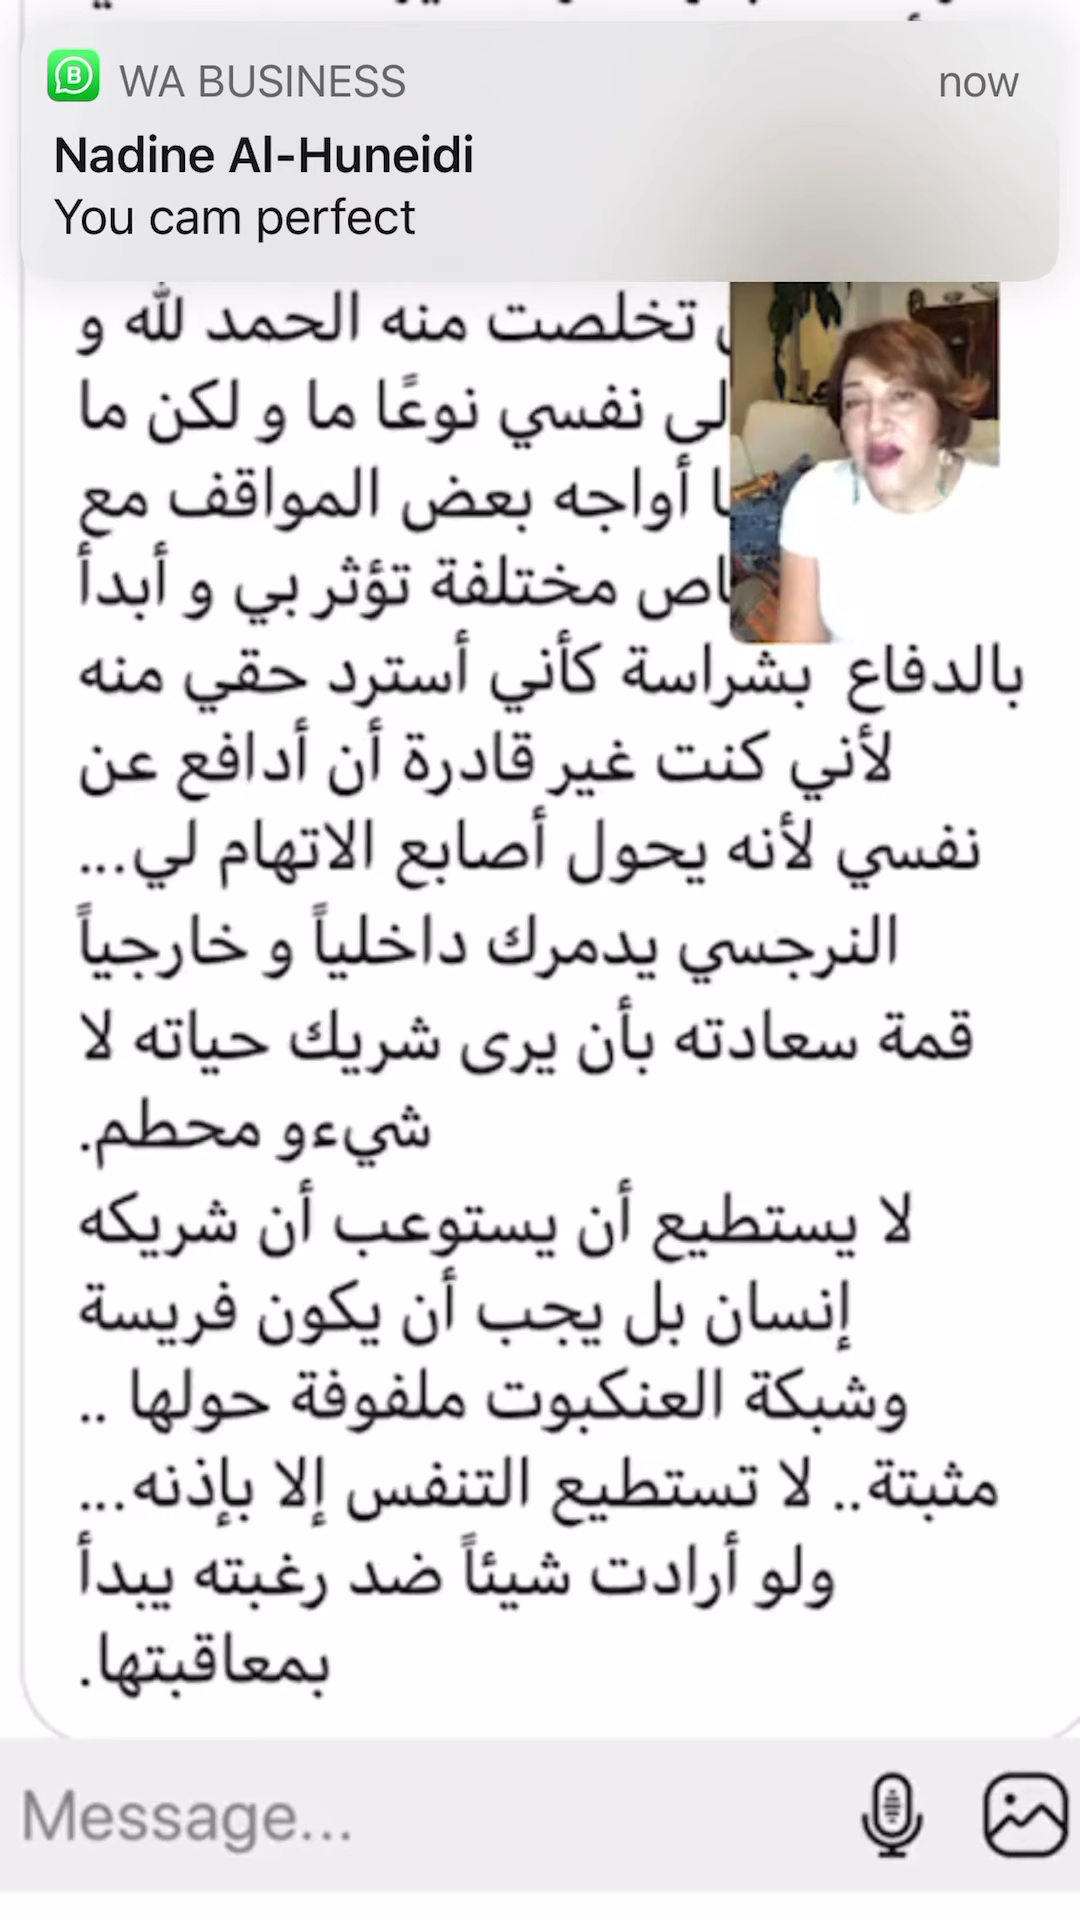 WA BUSINESS
now
Nadine Al-Huneidi
You cam perfect
تخلصت منه الحمد لله و
نفسي نوعًا ما و لكن ما
أواجه بعض المواقف مع
مختلفة تؤثر بي و أبدأ
بالدفاع بشراسة كأني أسترد حقي منه
لأني كنت غير قادرة أن أدافع عن
نفسي لأنه يحول أصابع الاتهام لي...
النرجسي يدمرك داخلياً و خارجياً
قمة سعادته بأن يرى شريك حياته لا
شيءو محطم.
لا يستطيع أن يستوعب أن شريكه
إنسان بل يجب أن يكون فريسة
وشبكة العنكبوت ملفوفة حولها ..
مثبتة.. لا تستطيع التنفس إلا بإذنه...
ولو أرادت شيئاً ضد رغبته يبدأ
بمعاقبتها.
Message...